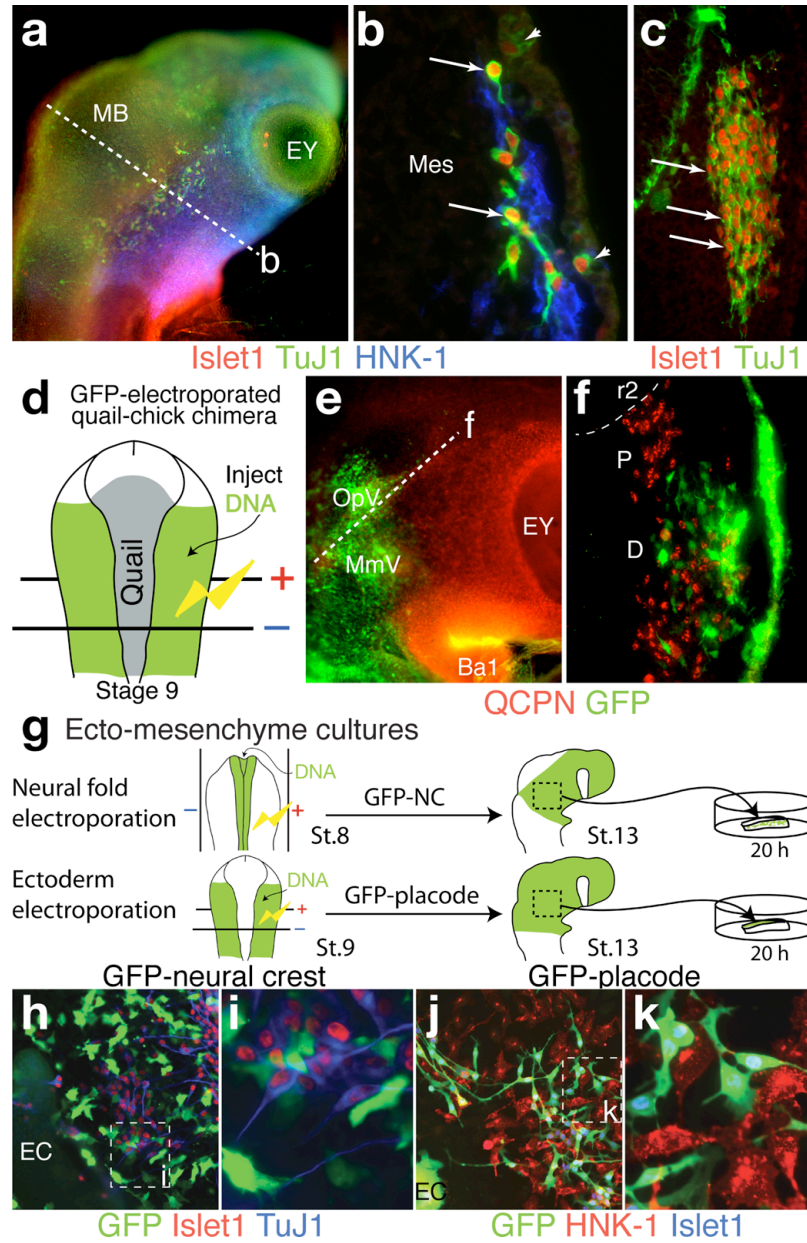 a
MB
EY
b
b
Mes
c
Islet1 TuJ1 HNK-1
Islet1 TuJ1
d
GFP-electroporated
quail-chick chimera
Inject
DNA
Quail
+
−
Stage 9
e
f
OpV
MmV
EY
Ba1
f
r2
P
D
QCPN GFP
g Ecto-mesenchyme cultures
Neural fold
electroporation
DNA
− +
St.8
GFP-NC
St.13
20 h
Ectoderm
electroporation
DNA
+
−
St.9
GFP-placode
St.13
20 h
GFP-neural crest
GFP-placode
h
EC
i
i
j
k
EC
k
GFP Islet1 TuJ1
GFP HNK-1 Islet1